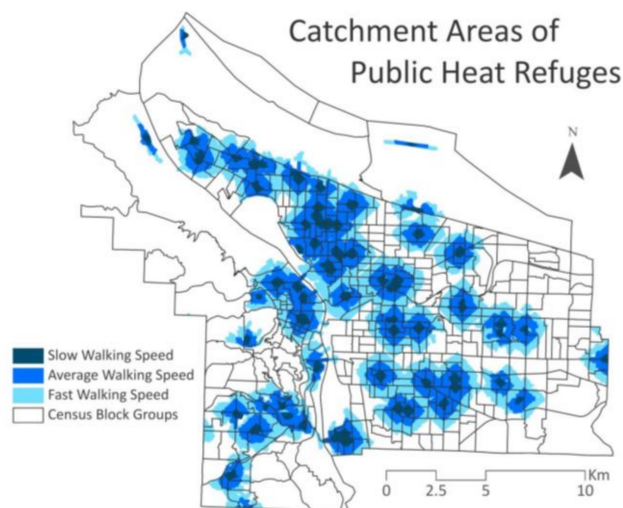 Catchment Areas of
Public Heat Refuges
N
Slow Walking Speed
Average Walking Speed
Fast Walking Speed
Census Block Groups
Km
0 2.5 5 10